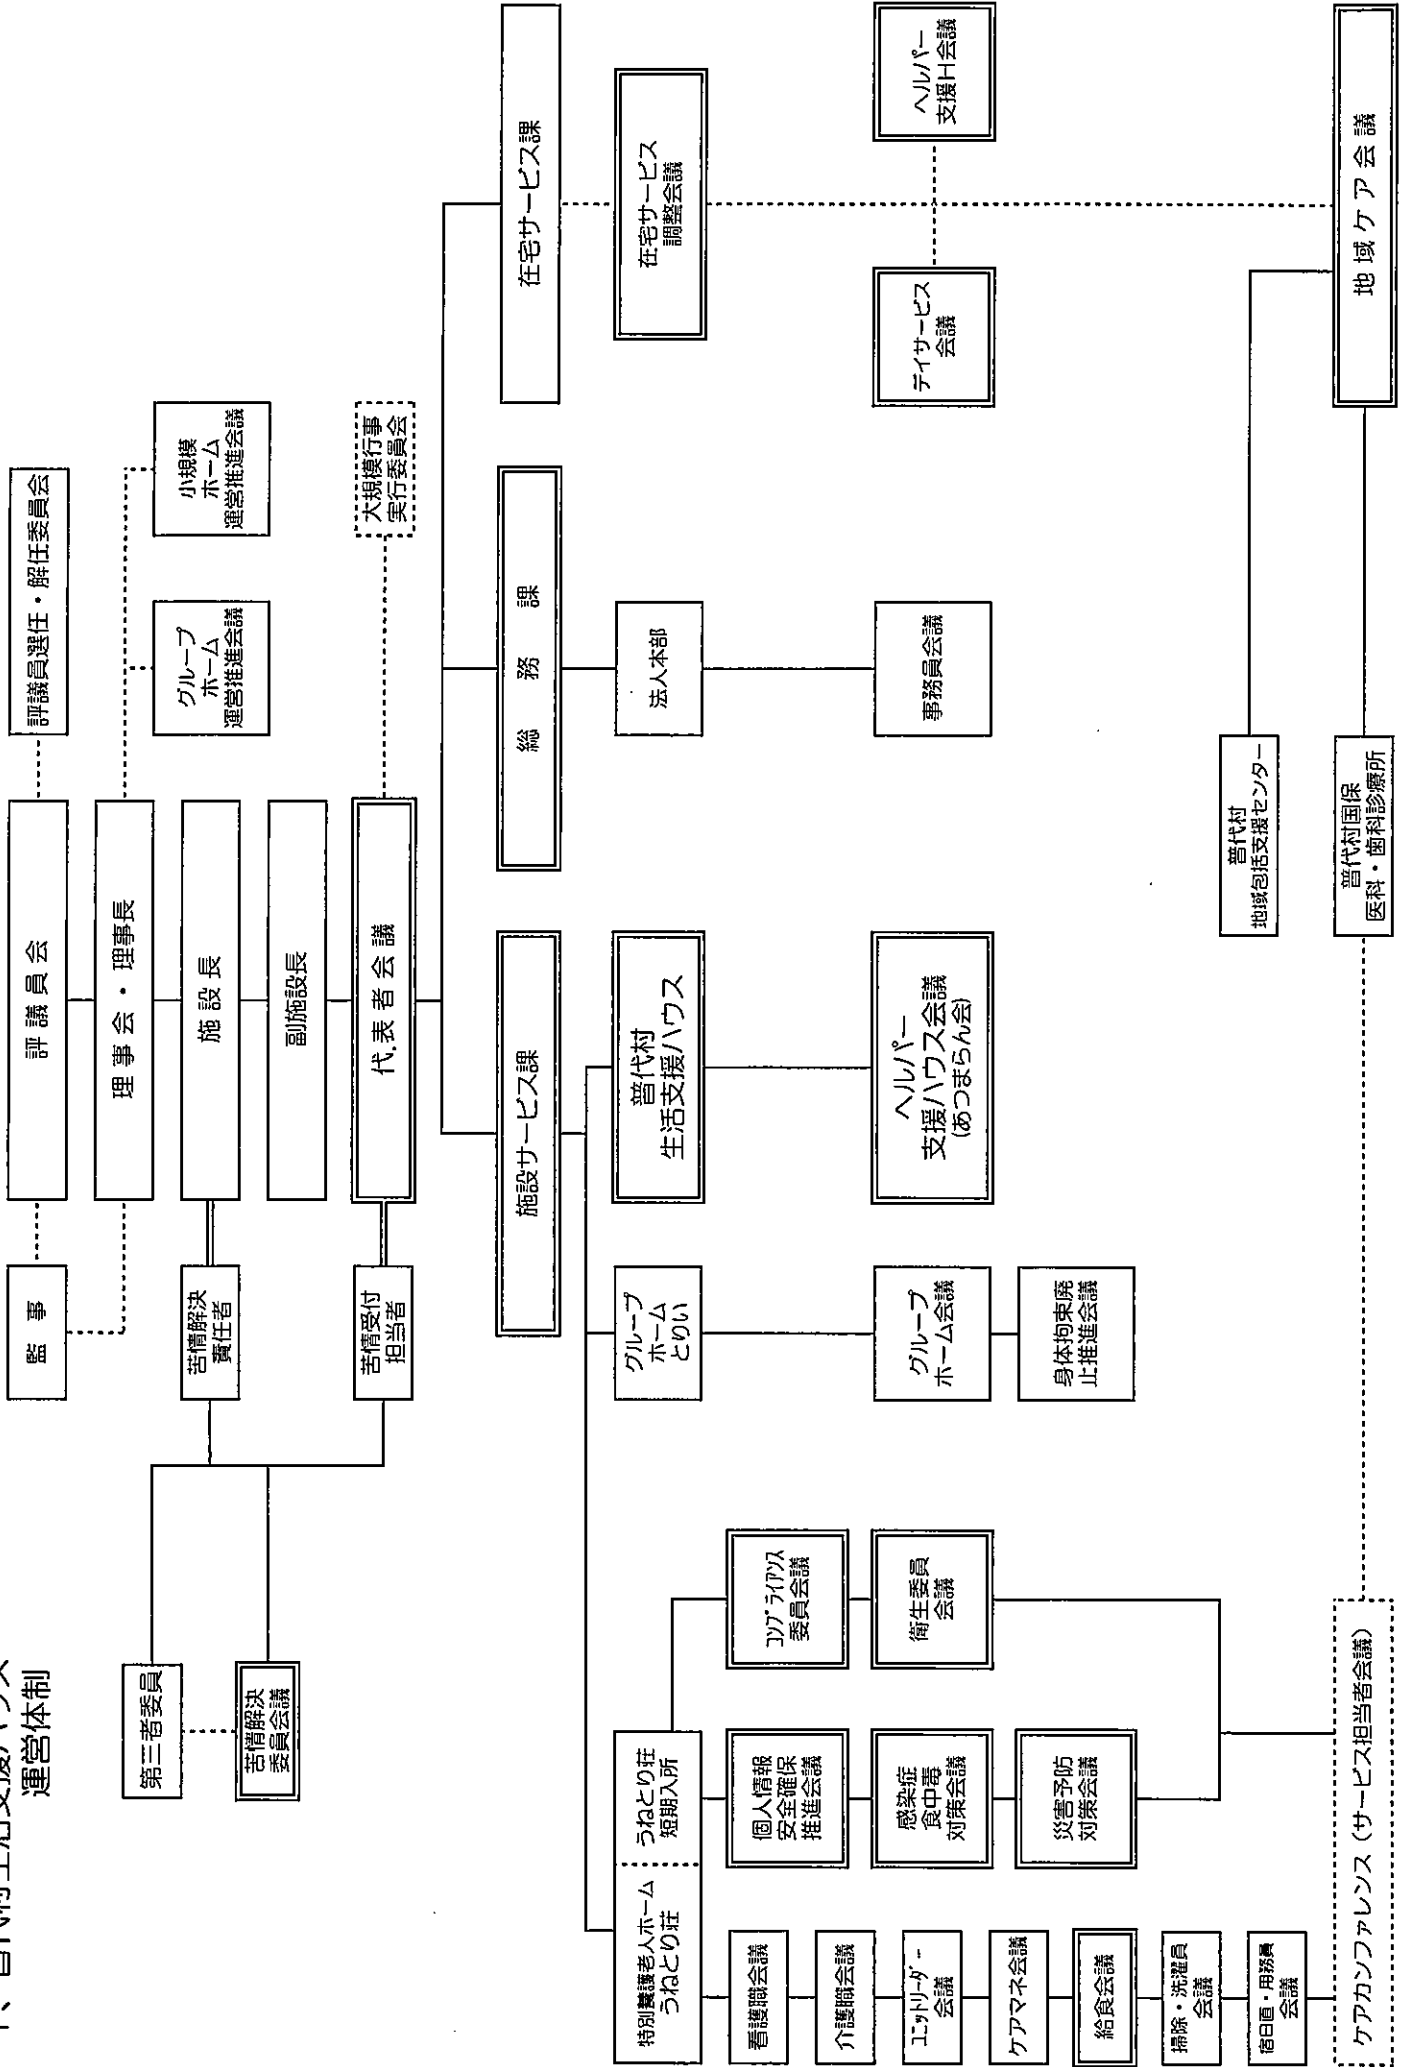 運営体制
評議員会
評議員選任・解任委員会
監事
理事会・理事長
グループ
ホーム
運営推進会議
小規模
ホーム
運営推進会議
施設長
副施設長
代表者会議
大規模行事
実行委員会
苦情解決
責任者
苦情受付
担当者
第三者委員
苦情解決
委員会議
施設サービス課
総務課
在宅サービス課
特別養護老人ホーム
うねとり荘
うねとり荘
短期入所
グループ
ホーム
とりい
普代村
生活支援ハウス
法人本部
在宅サービス
調整会議
看護職会議
介護職会議
ユニットリーダー
会議
ケアマネ会議
給食会議
掃除・洗濯員
会議
宿日直・用務員
会議
個人情報
安全確保
推進会議
感染症
食中毒
対策会議
災害予防
対策会議
コンプライアンス
委員会議
衛生委員
会議
グループ
ホーム会議
身体拘束廃
止推進会議
ヘルパー
支援ハウス会議
(あつまらん会)
事務員会議
デイサービス
会議
ヘルパー
支援H会議
普代村
地域包括支援センター
普代村国保
医科・歯科診療所
地域ケア会議
ケアカンファレンス（サービス担当者会議）